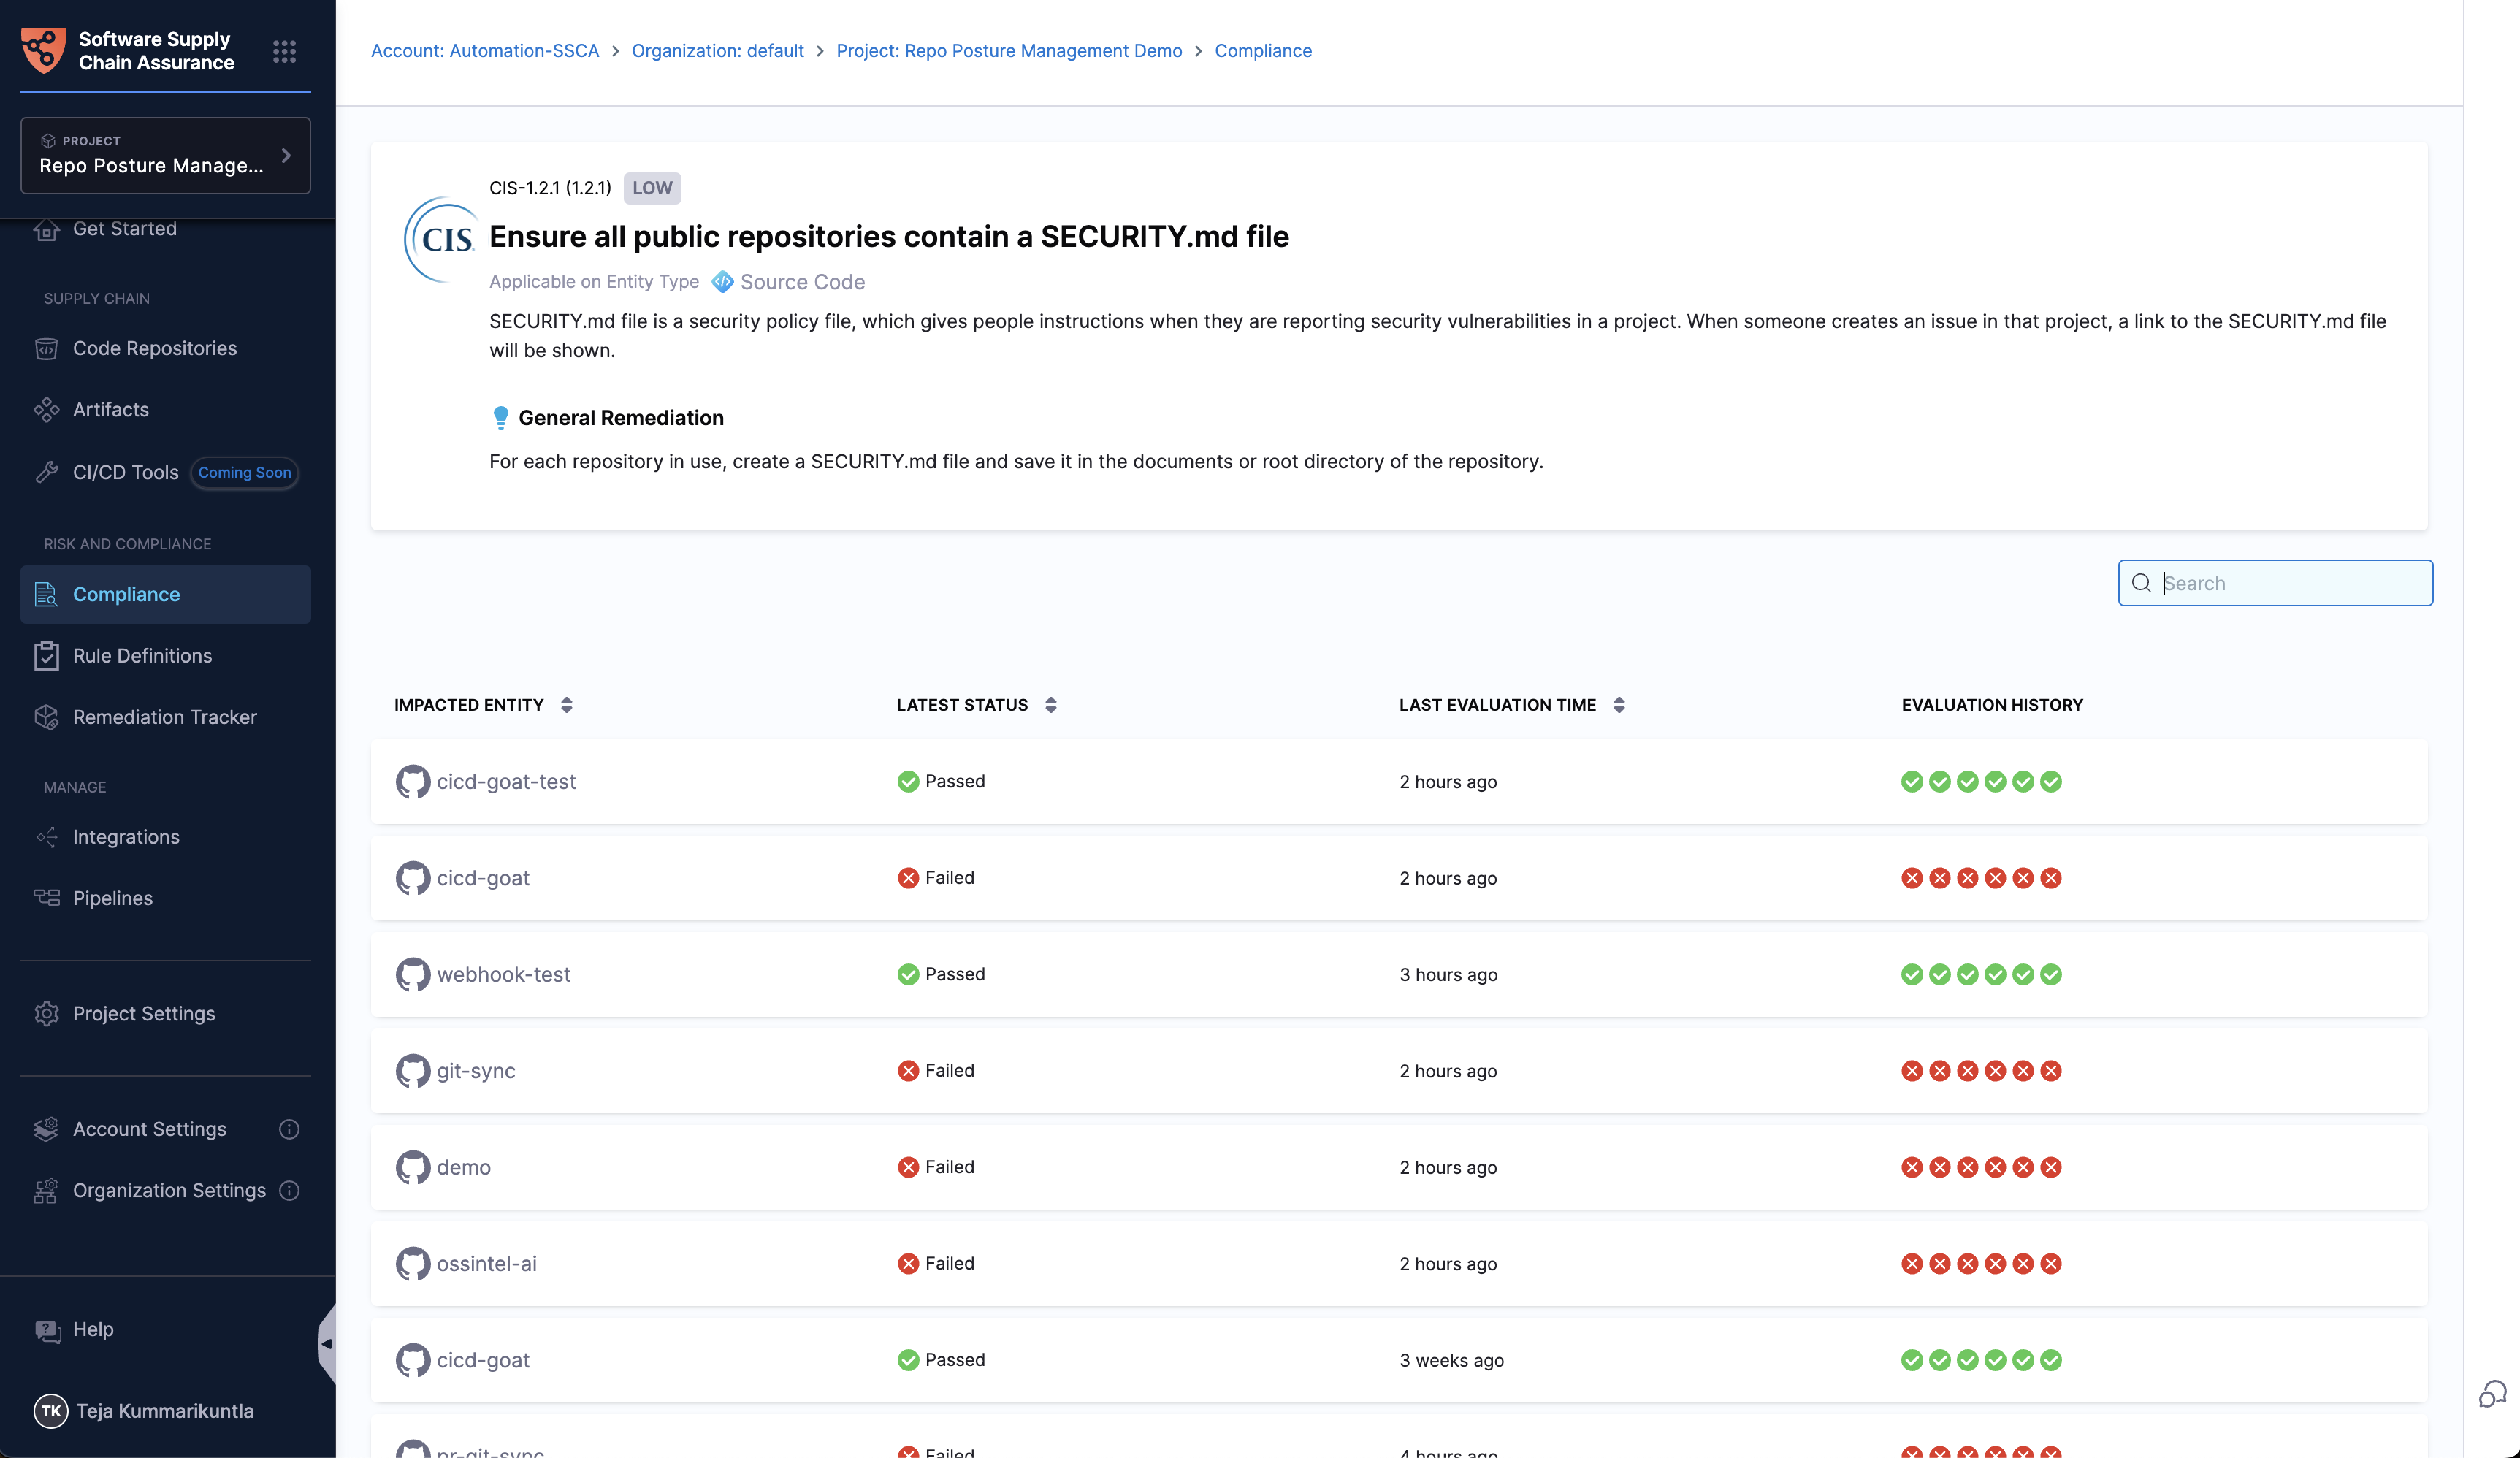 Software Supply
Chain Assurance
PROJECT
Repo Posture Manage...
Get Started
SUPPLY CHAIN
Code Repositories
Artifacts
CI/CD Tools Coming Soon
RISK AND COMPLIANCE
Compliance
Rule Definitions
Remediation Tracker
MANAGE
Integrations
Pipelines
Project Settings
Account Settings
Organization Settings
Help
TK Teja Kummarikuntla
Account: Automation-SSCA > Organization: default > Project: Repo Posture Management Demo > Compliance
CIS
CIS-1.2.1 (1.2.1) LOW
Ensure all public repositories contain a SECURITY.md file
Applicable on Entity Type Source Code
SECURITY.md file is a security policy file, which gives people instructions when they are reporting security vulnerabilities in a project. When someone creates an issue in that project, a link to the SECURITY.md file
will be shown.
General Remediation
For each repository in use, create a SECURITY.md file and save it in the documents or root directory of the repository.
Search
IMPACTED ENTITY LATEST STATUS LAST EVALUATION TIME EVALUATION HISTORY
cicd-goat-test Passed 2 hours ago
cicd-goat Failed 2 hours ago
webhook-test Passed 3 hours ago
git-sync Failed 2 hours ago
demo Failed 2 hours ago
ossintel-ai Failed 2 hours ago
cicd-goat Passed 3 weeks ago
pr-git-sync Failed 4 hours ago